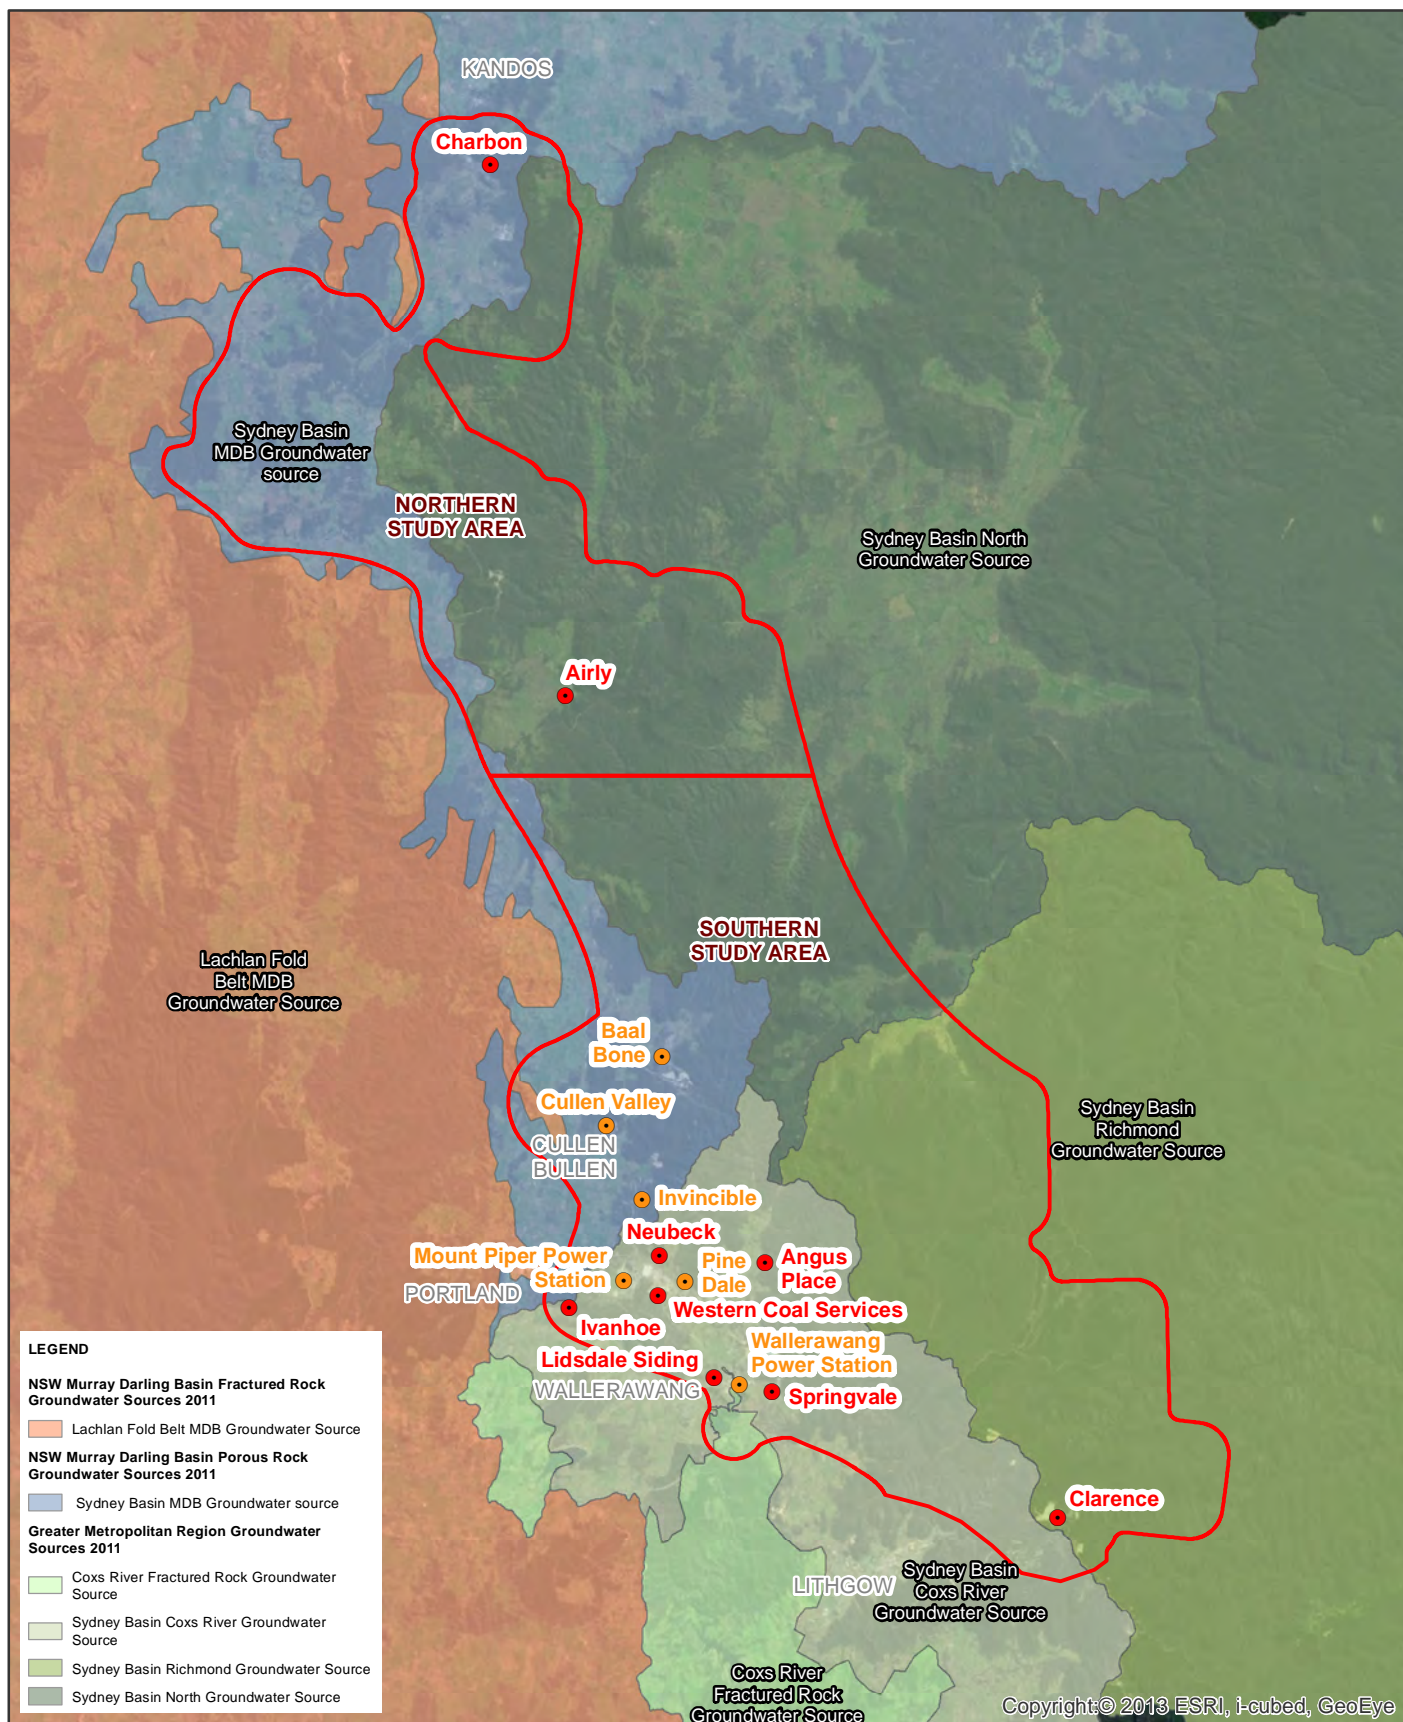 KANDOS
Charbon
Sydney Basin
MDB Groundwater
source
NORTHERN
STUDY AREA
Sydney Basin North
Groundwater Source
Airly
SOUTHERN
STUDY AREA
Lachlan Fold
Belt MDB
Groundwater Source
Baal
Bone
Cullen Valley
CULLEN
BULLEN
Sydney Basin
Richmond
Groundwater Source
Invincible
Neubeck
Mount Piper Power
Station
Pine
Dale
Angus
Place
PORTLAND
Western Coal Services
Ivanhoe
Wallerawang
Power Station
Lidsdale Siding
WALLERAWANG
Springvale
Clarence
LITHGOW
Sydney Basin
Coxs River
Groundwater Source
Coxs River
Fractured Rock
Groundwater Source
LEGEND
NSW Murray Darling Basin Fractured Rock
Groundwater Sources 2011
Lachlan Fold Belt MDB Groundwater Source
NSW Murray Darling Basin Porous Rock
Groundwater Sources 2011
Sydney Basin MDB Groundwater source
Greater Metropolitan Region Groundwater
Sources 2011
Coxs River Fractured Rock Groundwater
Source
Sydney Basin Coxs River Groundwater
Source
Sydney Basin Richmond Groundwater Source
Sydney Basin North Groundwater Source
Copyright:© 2013 ESRI, i-cubed, GeoEye